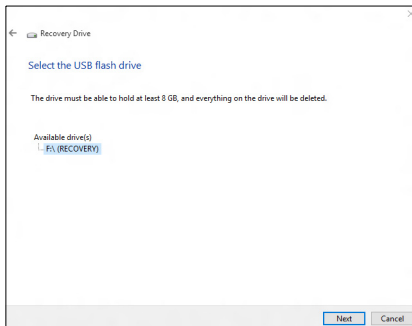 Recovery Drive
Select the USB flash drive
The drive must be able to hold at least 8 GB, and everything on the drive will be deleted.
Available drive(s)
F:\ (RECOVERY)
Next Cancel